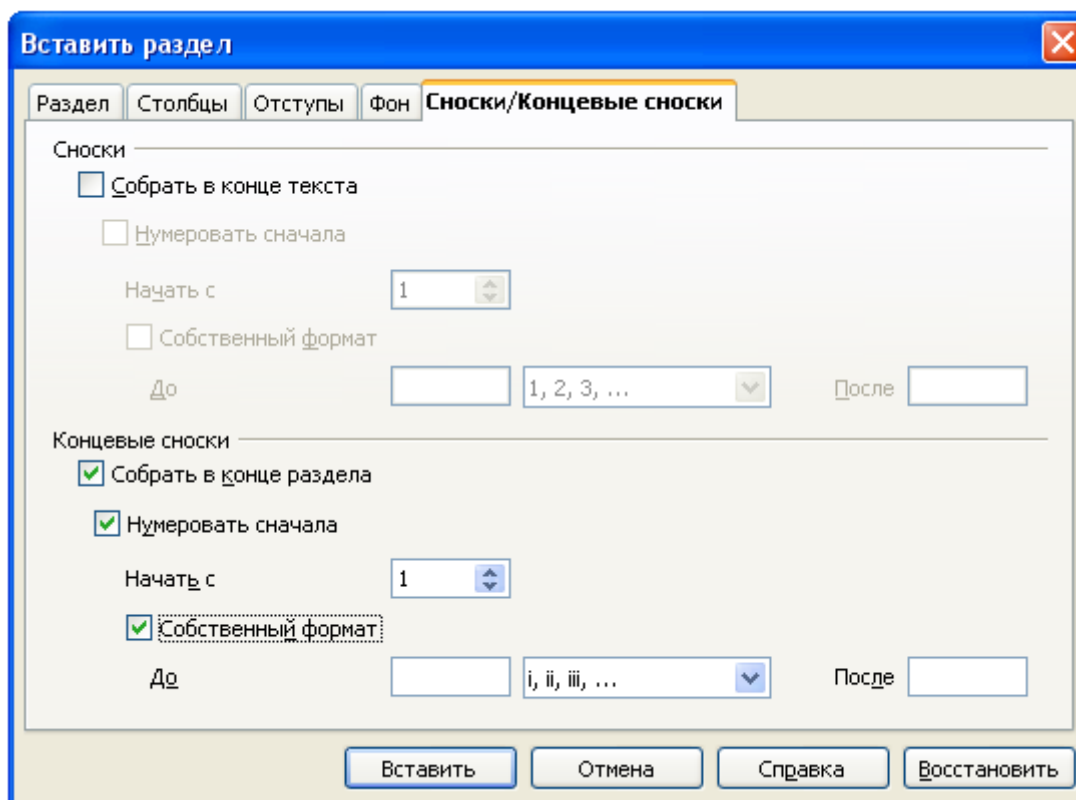 Вставить раздел
Раздел Столбцы Отступы Фон Сноски/Концевые сноски
Сноски
Собрать в конце текста
Нумеровать сначала
Начать с 1
Собственный формат
До 1, 2, 3, ... После
Концевые сноски
Собрать в конце раздела
Нумеровать сначала
Начать с 1
Собственный формат
До i, ii, iii, ... После
Вставить Отмена Справка Восстановить